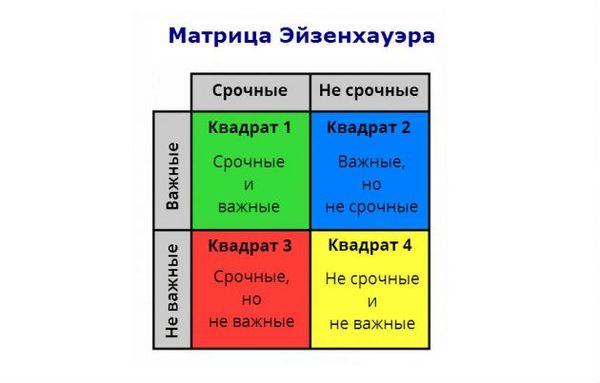 Матрица Эйзенхауэра
Срочные
Не срочные
Важные
Квадрат 1
Срочные
и
важные
Квадрат 2
Важные,
но
не срочные
Не важные
Квадрат 3
Срочные,
но
не важные
Квадрат 4
Не срочные
и
не важные